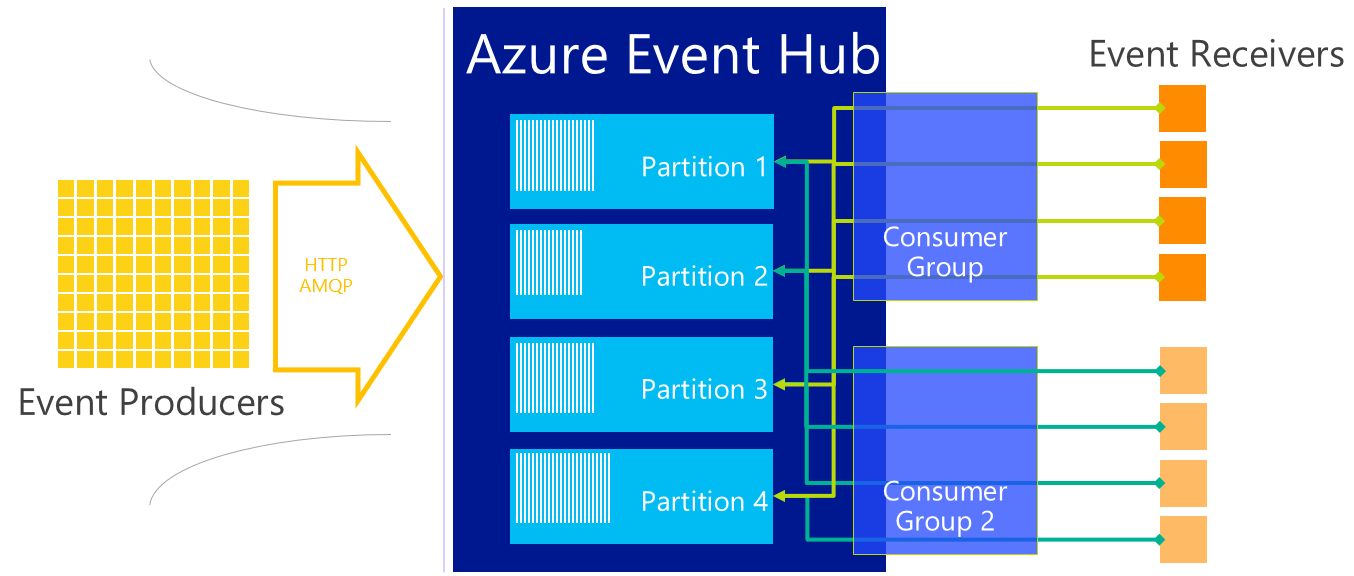 Azure Event Hub
Event Receivers
Partition 1
Consumer
Group
HTTP
AMQP
Partition 2
Event Producers
Partition 3
Consumer
Group 2
Partition 4